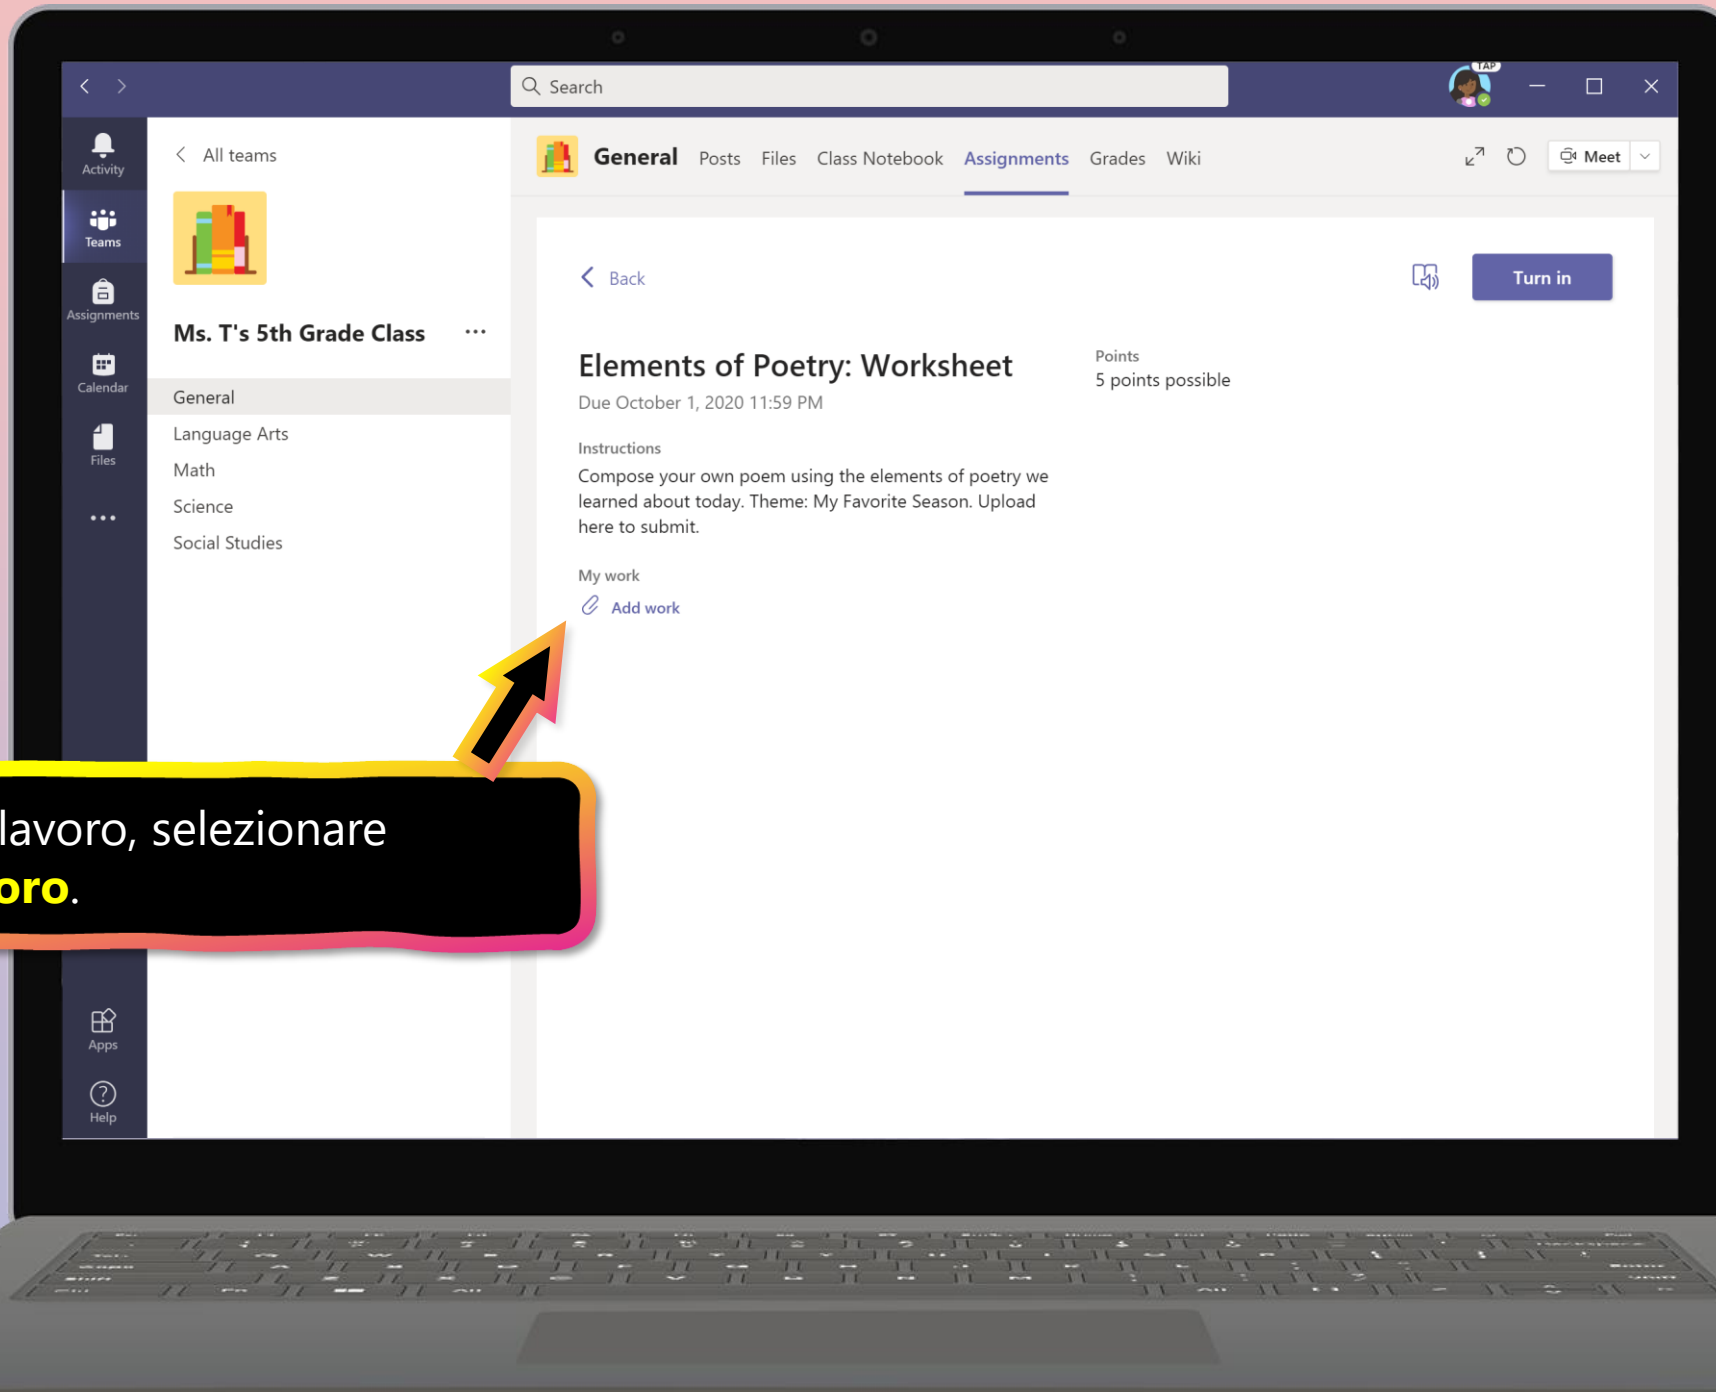 TAP
Search
Activity
Teams
Assignments
Calendar
Files
Apps
Help
All teams
Ms. T's 5th Grade Class
General
Language Arts
Math
Science
Social Studies
General Posts Files Class Notebook Assignments Grades Wiki
Meet
Back
Turn in
Elements of Poetry: Worksheet
Due October 1, 2020 11:59 PM
Points
5 points possible
Instructions
Compose your own poem using the elements of poetry we
learned about today. Theme: My Favorite Season. Upload
here to submit.
My work
Add work
lavoro, selezionare
oro.